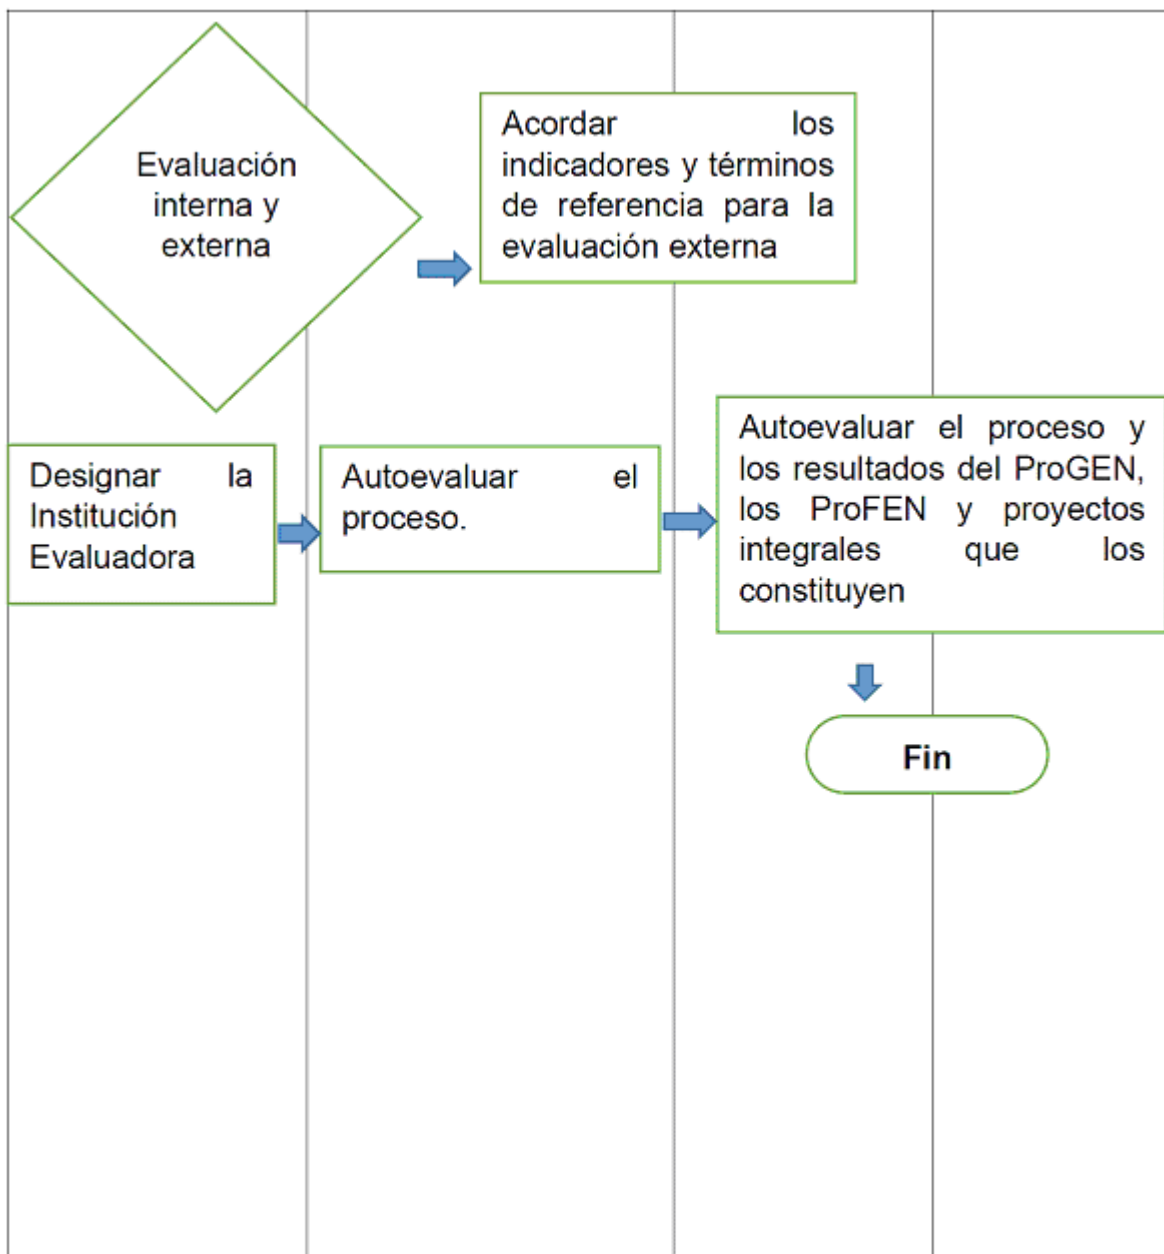 Evaluación
interna y
externa
Acordar los
indicadores y términos
de referencia para la
evaluación externa
Designar la
Institución
Evaluadora
Autoevaluar el
proceso.
Autoevaluar el proceso y
los resultados del ProGEN,
los ProFEN y proyectos
integrales que los
constituyen
Fin